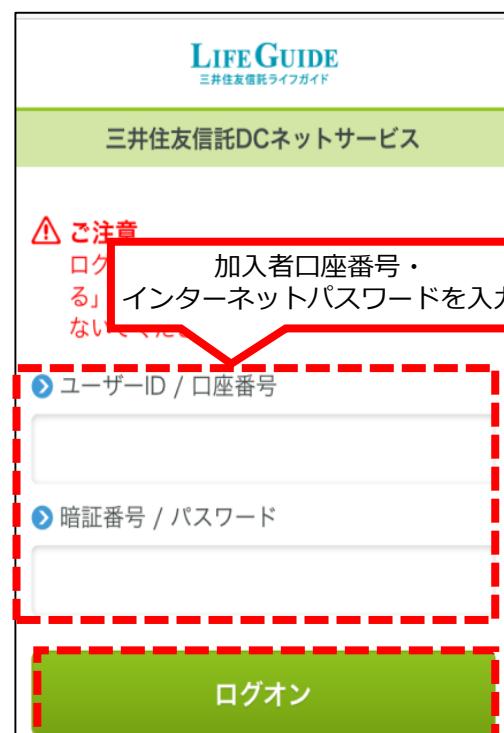 LIFE GUIDE
三井住友信託ライフガイド
三井住友信託DCネットサービス
ご注意
ログ
る」
ない
加入者口座番号・
インターネットパスワードを入力
ユーザーID / 口座番号
暗証番号 / パスワード
ログオン